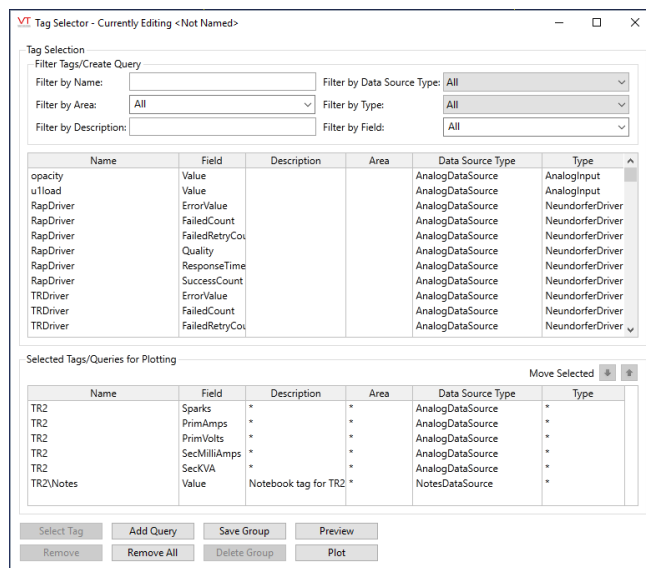 VT Tag Selector - Currently Editing <Not Named>
Tag Selection
Filter Tags/Create Query
Filter by Name: Filter by Data Source Type: All
Filter by Area: All Filter by Type: All
Filter by Description: Filter by Field: All
Name Field Description Area Data Source Type Type
opacity Value AnalogDataSource AnalogInput
u1load Value AnalogDataSource AnalogInput
RapDriver ErrorValue AnalogDataSource NeundorferDriver
RapDriver FailedCount AnalogDataSource NeundorferDriver
RapDriver FailedRetryCou AnalogDataSource NeundorferDriver
RapDriver Quality AnalogDataSource NeundorferDriver
RapDriver ResponseTime AnalogDataSource NeundorferDriver
RapDriver SuccessCount AnalogDataSource NeundorferDriver
TRDriver ErrorValue AnalogDataSource NeundorferDriver
TRDriver FailedCount AnalogDataSource NeundorferDriver
TRDriver FailedRetryCou AnalogDataSource NeundorferDriver
Selected Tags/Queries for Plotting
Move Selected
Name Field Description Area Data Source Type Type
TR2 Sparks * * AnalogDataSource *
TR2 PrimAmps * * AnalogDataSource *
TR2 PrimVolts * * AnalogDataSource *
TR2 SecMilliAmps * * AnalogDataSource *
TR2 SecKVA * * AnalogDataSource *
TR2\Notes Value Notebook tag for TR2 * NotesDataSource *
Select Tag Add Query Save Group Preview
Remove Remove All Delete Group Plot